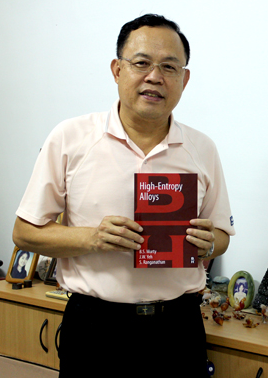 High-Entropy
Alloys
B
H
B.S. Murty
J.W. Yeh
S. Ranganathan